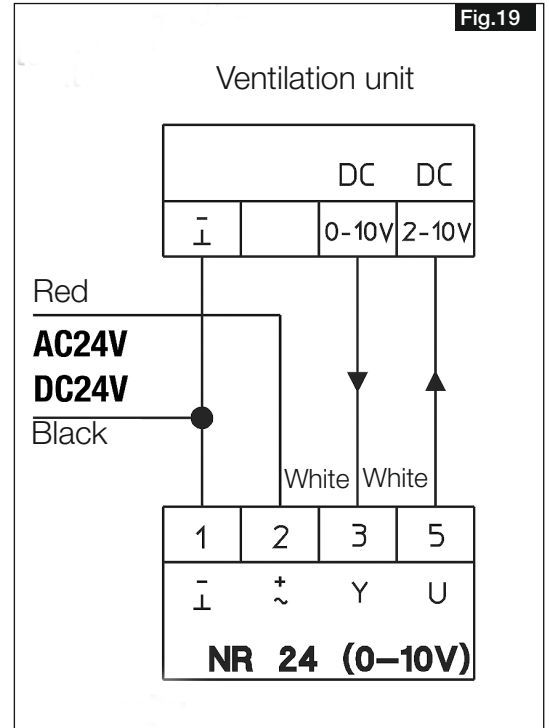 Fig.19
Ventilation unit
DC DC
- ⊥ 0-10V 2-10V
Red
AC24V
DC24V
Black
White White
1 2 3 5
- ⊥ + ~ Y U
NR 24 (0-10V)